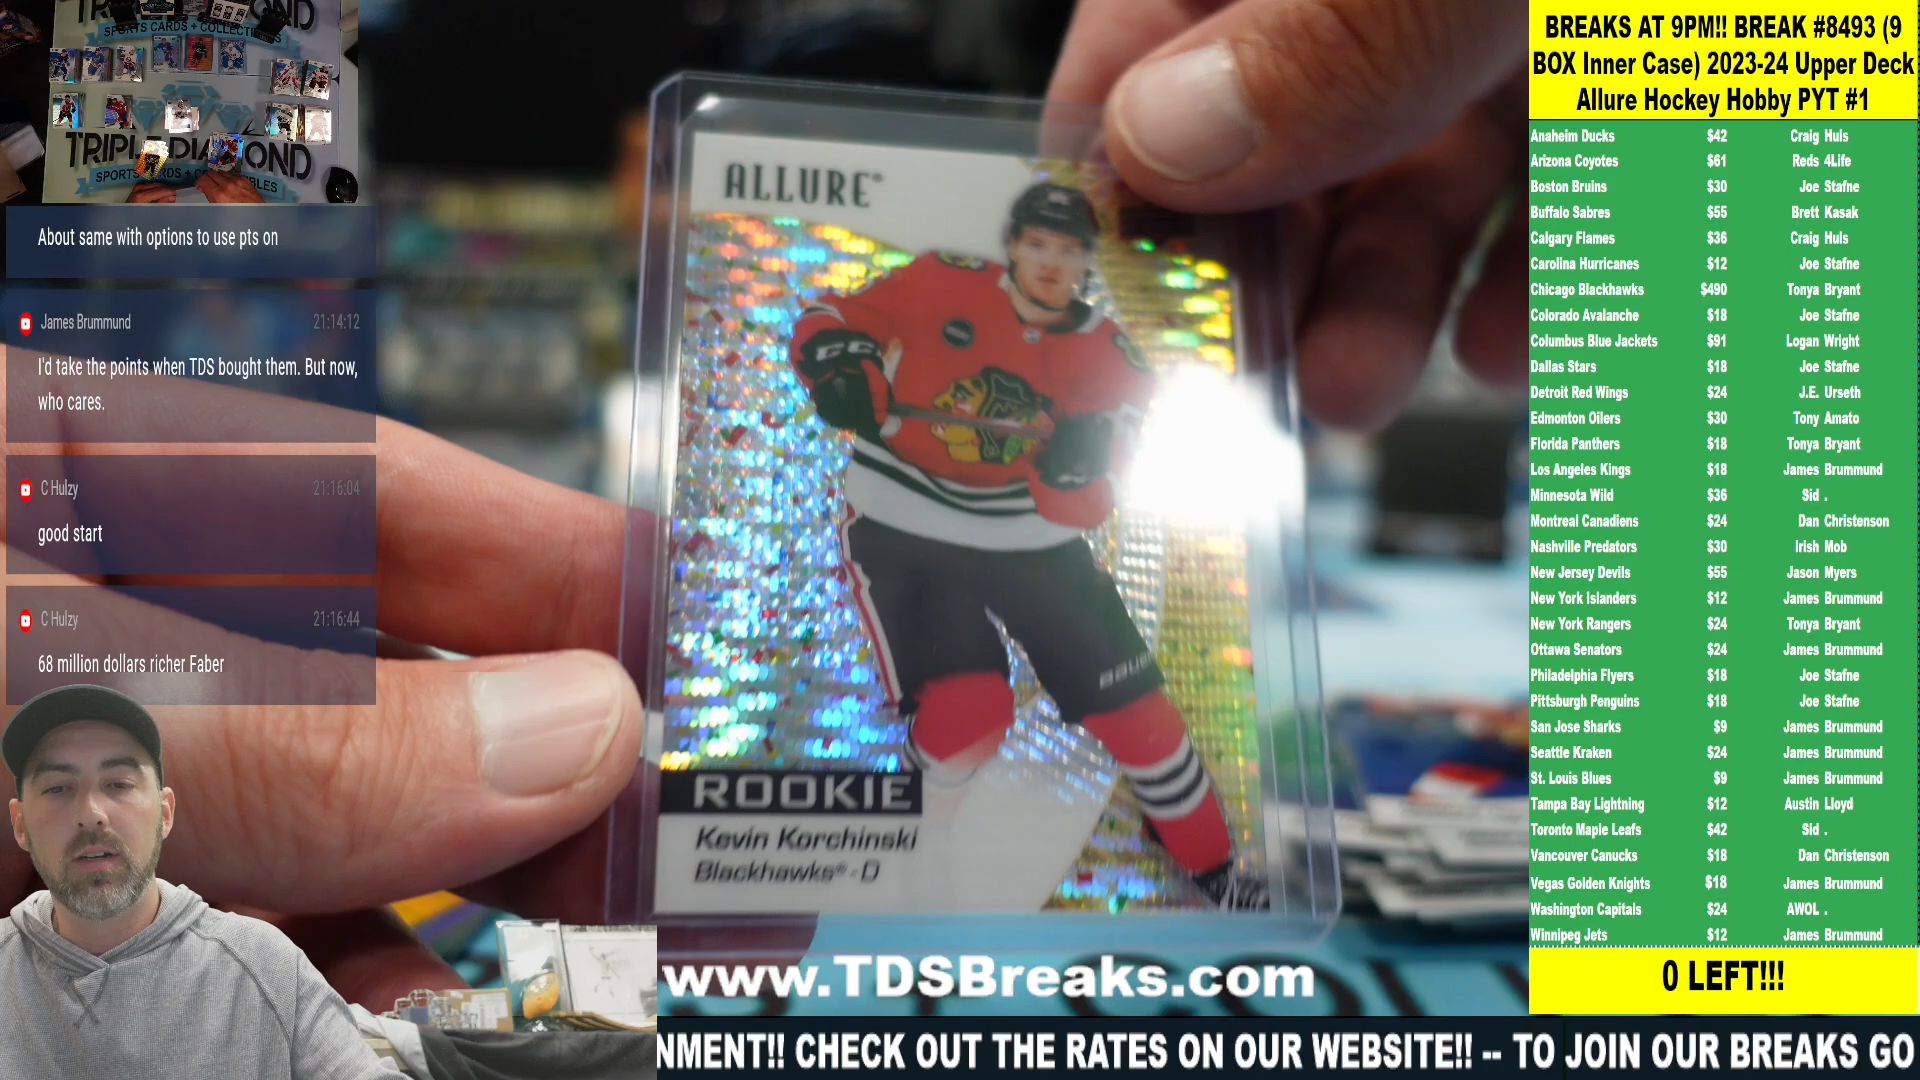 TRIPLE DIAMOND
SPORTS CARDS + COLLECTIBLES
About same with options to use pts on
James Brummund 21:14:12
I'd take the points when TDS bought them. But now,
who cares.
C Hulzy 21:16:04
good start
C Hulzy 21:16:44
68 million dollars richer Faber
ALLURE
CCM
BAUER
ROOKIE
Kevin Korchinski
Blackhawks® - D
www.TDSBreaks.com
NMENT!! CHECK OUT THE RATES ON OUR WEBSITE!! -- TO JOIN OUR BREAKS GO
BREAKS AT 9PM!! BREAK #8493 (9
BOX Inner Case) 2023-24 Upper Deck
Allure Hockey Hobby PYT #1
Anaheim Ducks $42 Craig Huls
Arizona Coyotes $61 Reds 4Life
Boston Bruins $30 Joe Stafne
Buffalo Sabres $55 Brett Kasak
Calgary Flames $36 Craig Huls
Carolina Hurricanes $12 Joe Stafne
Chicago Blackhawks $490 Tonya Bryant
Colorado Avalanche $18 Joe Stafne
Columbus Blue Jackets $91 Logan Wright
Dallas Stars $18 Joe Stafne
Detroit Red Wings $24 J.E. Urseth
Edmonton Oilers $30 Tony Amato
Florida Panthers $18 Tonya Bryant
Los Angeles Kings $18 James Brummund
Minnesota Wild $36 Sid .
Montreal Canadiens $24 Dan Christenson
Nashville Predators $30 Irish Mob
New Jersey Devils $55 Jason Myers
New York Islanders $12 James Brummund
New York Rangers $24 Tonya Bryant
Ottawa Senators $24 James Brummund
Philadelphia Flyers $18 Joe Stafne
Pittsburgh Penguins $18 Joe Stafne
San Jose Sharks $9 James Brummund
Seattle Kraken $24 James Brummund
St. Louis Blues $9 James Brummund
Tampa Bay Lightning $12 Austin Lloyd
Toronto Maple Leafs $42 Sid .
Vancouver Canucks $18 Dan Christenson
Vegas Golden Knights $18 James Brummund
Washington Capitals $24 AWOL .
Winnipeg Jets $12 James Brummund
0 LEFT!!!